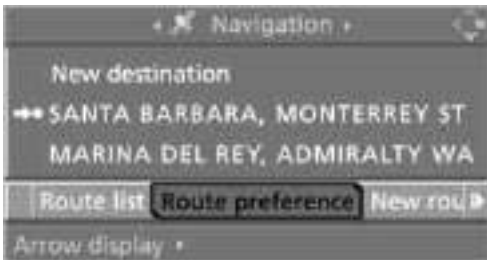 Navigation
New destination
SANTA BARBARA, MONTERREY ST
MARINA DEL REY, ADMIRALTY WA
Route list Route preference New rou
Arrow display